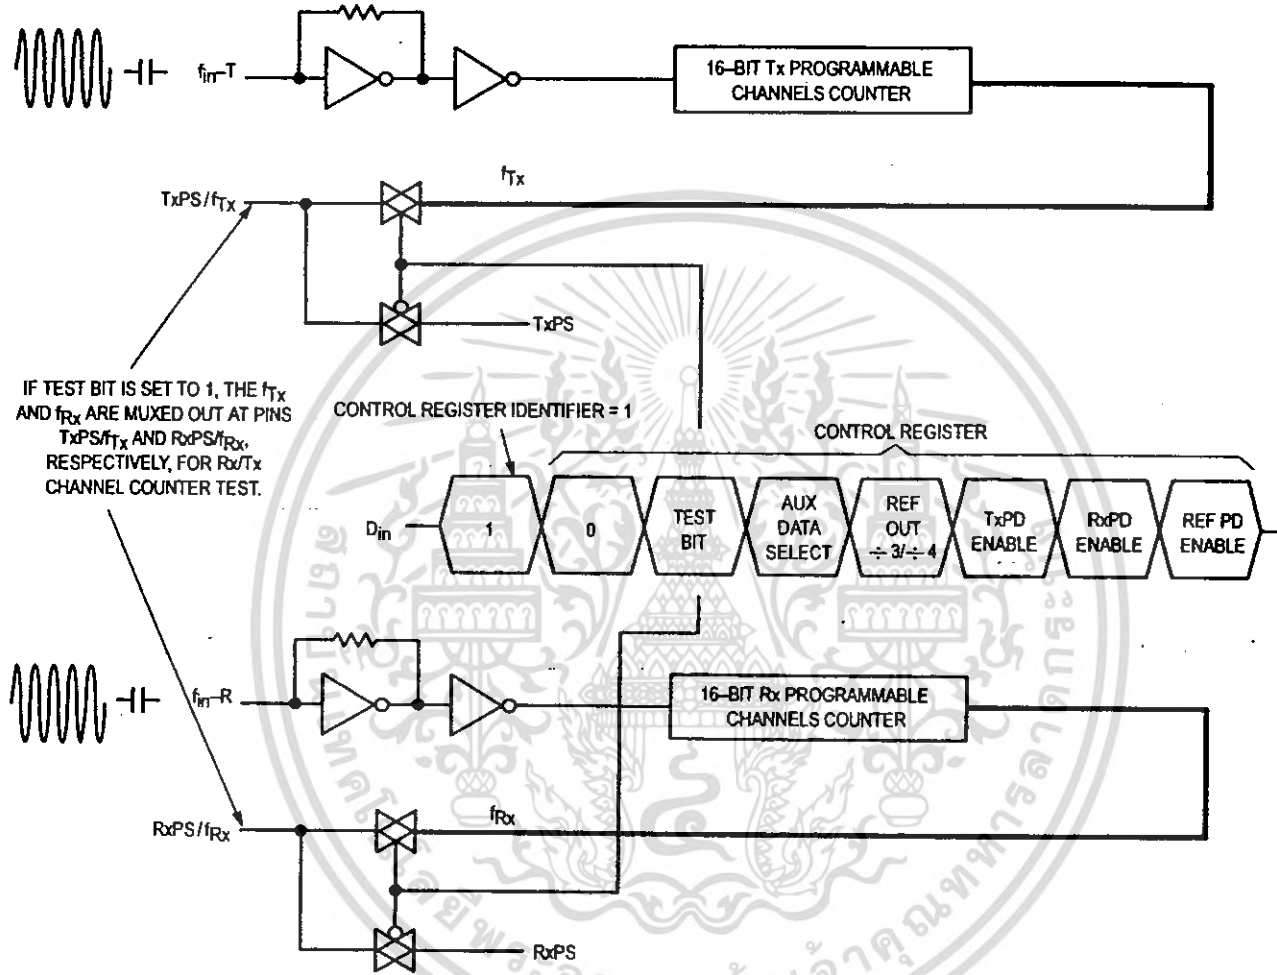 fin–T
16–BIT Tx PROGRAMMABLE
CHANNELS COUNTER
fTx
TxPS/fTx
TxPS
IF TEST BIT IS SET TO 1, THE fTx
AND fRx ARE MUXED OUT AT PINS
TxPS/fTx AND RxPS/fRx,
RESPECTIVELY, FOR Rx/Tx
CHANNEL COUNTER TEST.
CONTROL REGISTER IDENTIFIER = 1
CONTROL REGISTER
Din
1
0
TEST
BIT
AUX
DATA
SELECT
REF
OUT
÷3/÷4
TxPD
ENABLE
RxPD
ENABLE
REF PD
ENABLE
fin–R
16–BIT Rx PROGRAMMABLE
CHANNELS COUNTER
fRx
RxPS/fRx
RxPS